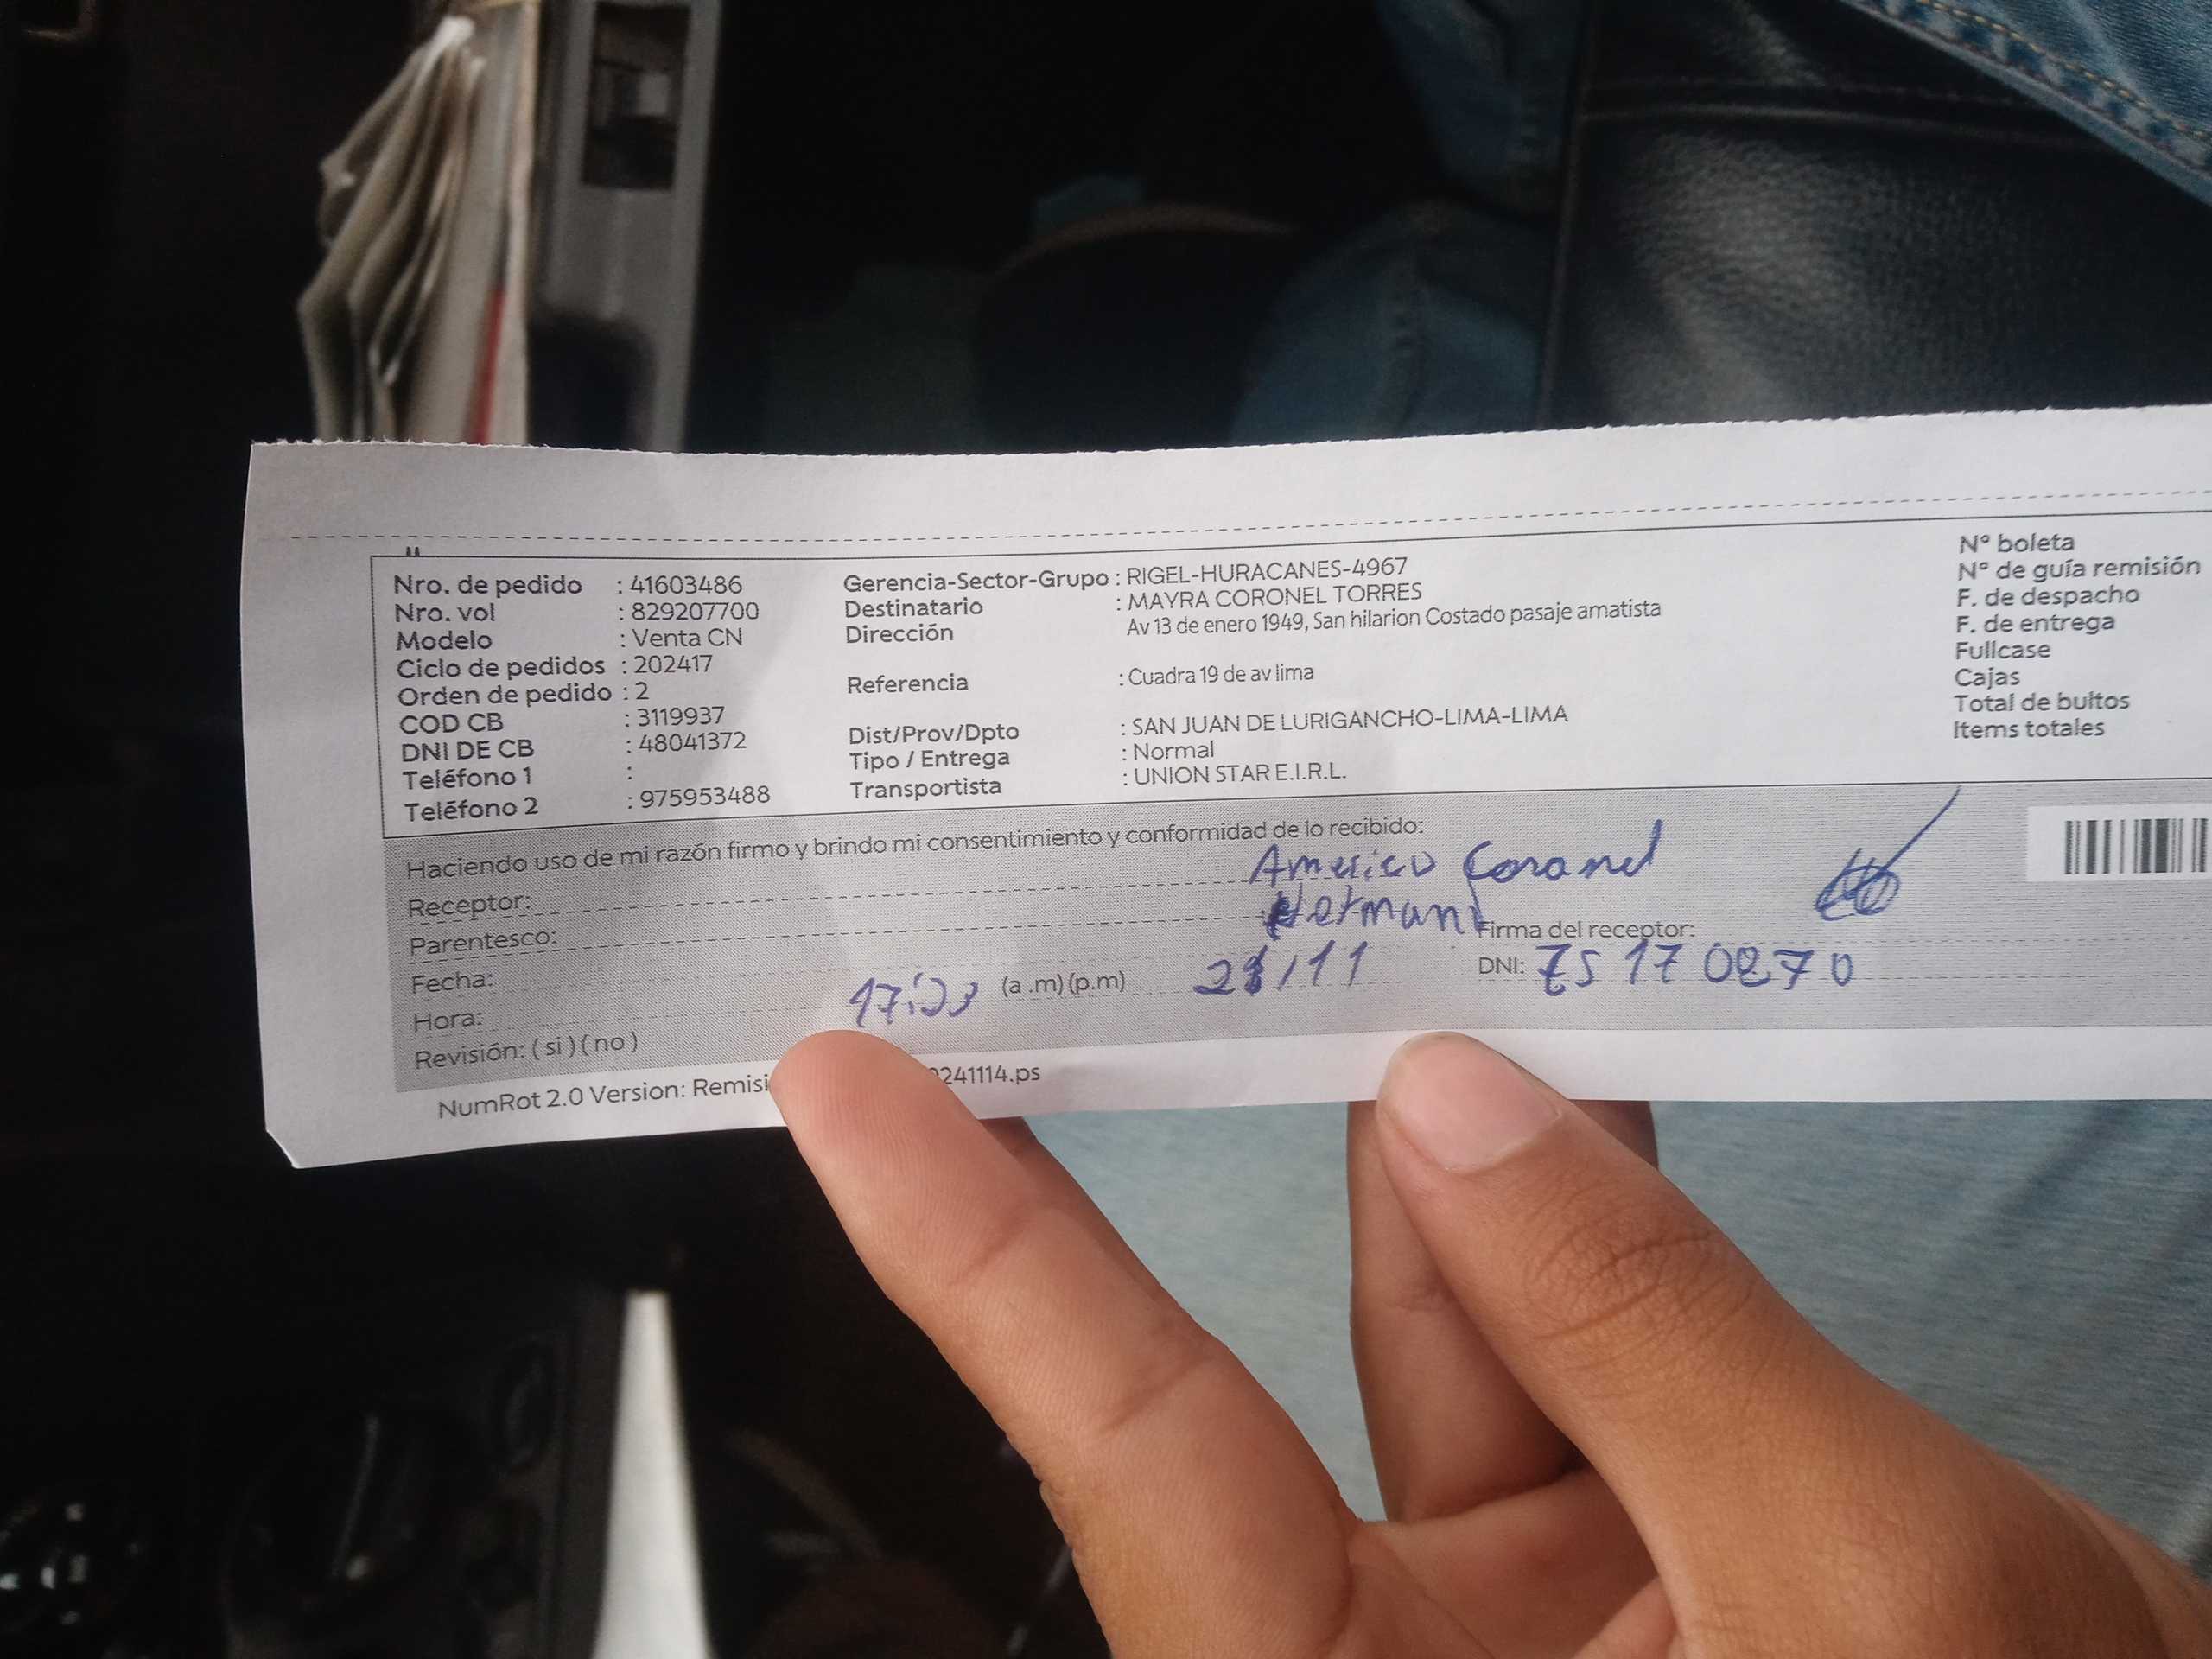 Nro. de pedido : 41603486 Gerencia-Sector-Grupo : RIGEL-HURACANES-4967 N° boleta
Nro. vol : 829207700 Destinatario : MAYRA CORONEL TORRES N° de guía remisión
Modelo : Venta CN Dirección Av 13 de enero 1949, San hilarion Costado pasaje amatista F. de despacho
Ciclo de pedidos : 202417 F. de entrega
Orden de pedido : 2 Referencia : Cuadra 19 de av lima Fullcase
COD CB : 3119937 Cajas
DNI DE CB : 48041372 Dist/Prov/Dpto : SAN JUAN DE LURIGANCHO-LIMA-LIMA Total de bultos
Teléfono 1 : Tipo / Entrega : Normal Items totales
Teléfono 2 : 975953488 Transportista : UNION STAR E.I.R.L.
Haciendo uso de mi razón firmo y brindo mi consentimiento y conformidad de lo recibido:
Receptor: Americo Coronel
Parentesco: Hermano Firma del receptor:
Fecha: /11 DNI: 75170270
Hora: (a .m) (p.m)
Revisión: ( si ) ( no )
NumRot 2.0 Version: 241114.ps